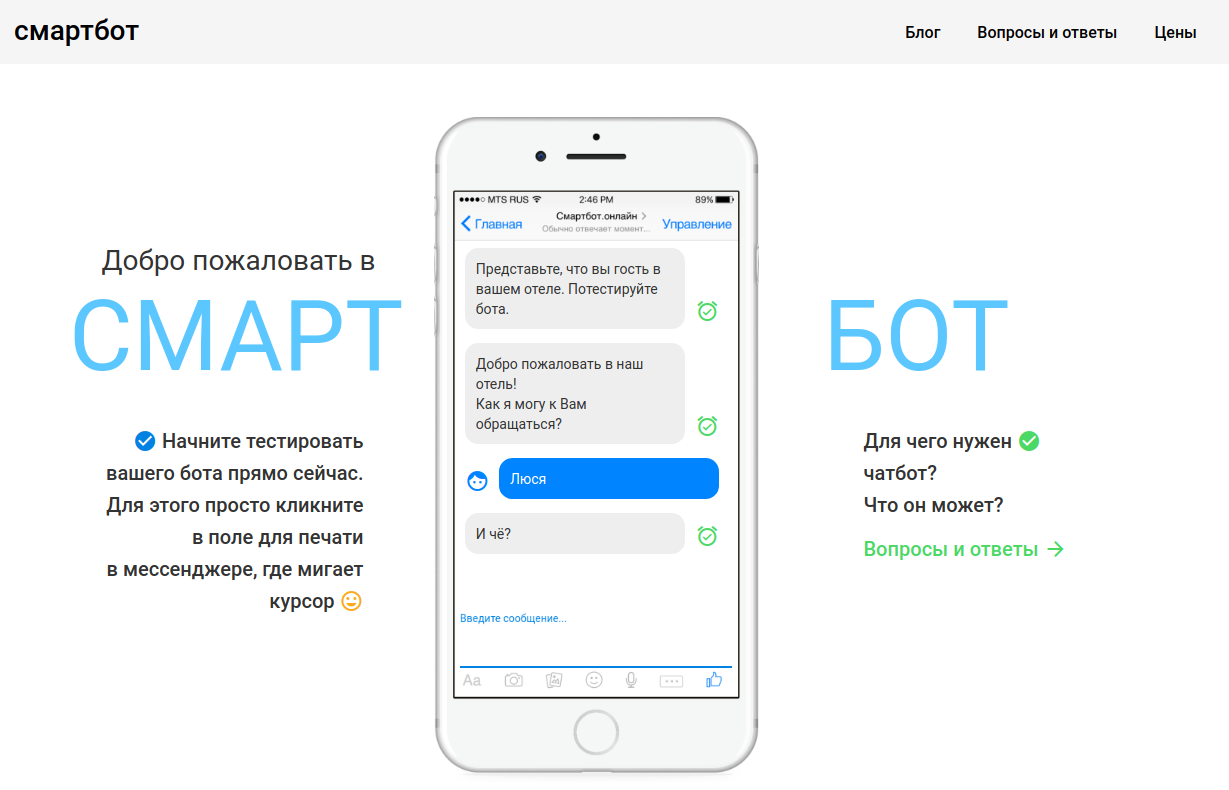 смартбот
Блог
Вопросы и ответы
Цены
Добро пожаловать в
СМАРТ
Начните тестировать
вашего бота прямо сейчас.
Для этого просто кликните
в поле для печати
в мессенджере, где мигает
курсор
MTS RUS
2:46 PM
89%
Главная
Смартбот.онлайн
Обычно отвечает момент...
Управление
Представьте, что вы гость в
вашем отеле. Потестируйте
бота.
Добро пожаловать в наш
отель!
Как я могу к Вам
обращаться?
Люся
И чё?
Введите сообщение...
Aa
БОТ
Для чего нужен
чатбот?
Что он может?
Вопросы и ответы